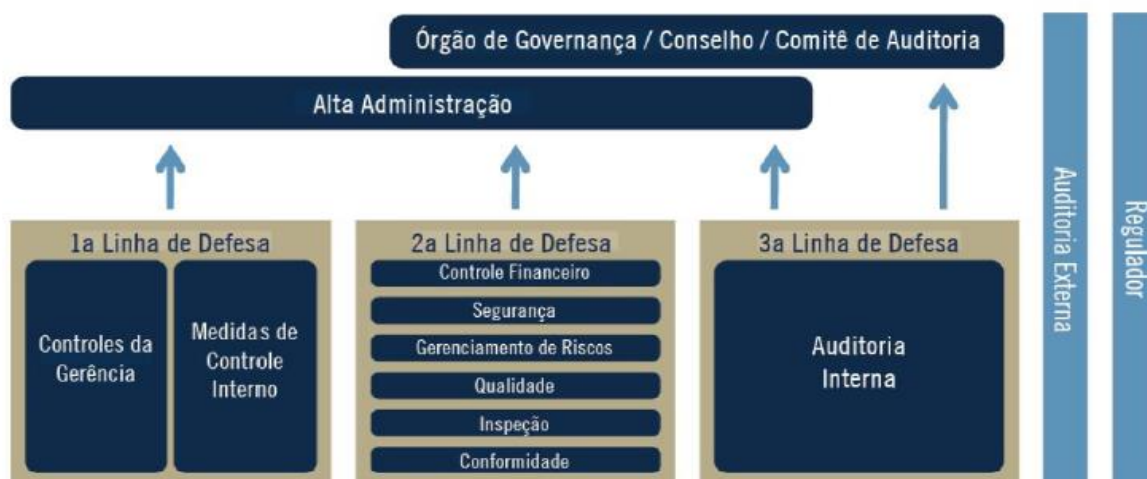 Órgão de Governança / Conselho / Comitê de Auditoria
Alta Administração
1a Linha de Defesa
Controles da
Gerência
Medidas de
Controle
Interno
2a Linha de Defesa
Controle Financeiro
Segurança
Gerenciamento de Riscos
Qualidade
Inspeção
Conformidade
3a Linha de Defesa
Auditoria
Interna
Auditoria Externa
Regulador